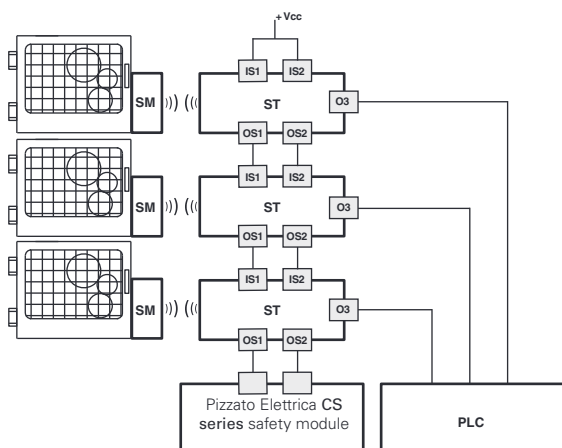 + Vcc
IS1 IS2
SM ST O3
OS1 OS2
IS1 IS2
SM ST O3
OS1 OS2
IS1 IS2
SM ST O3
OS1 OS2
Pizzato Elettrica CS
series safety module
PLC